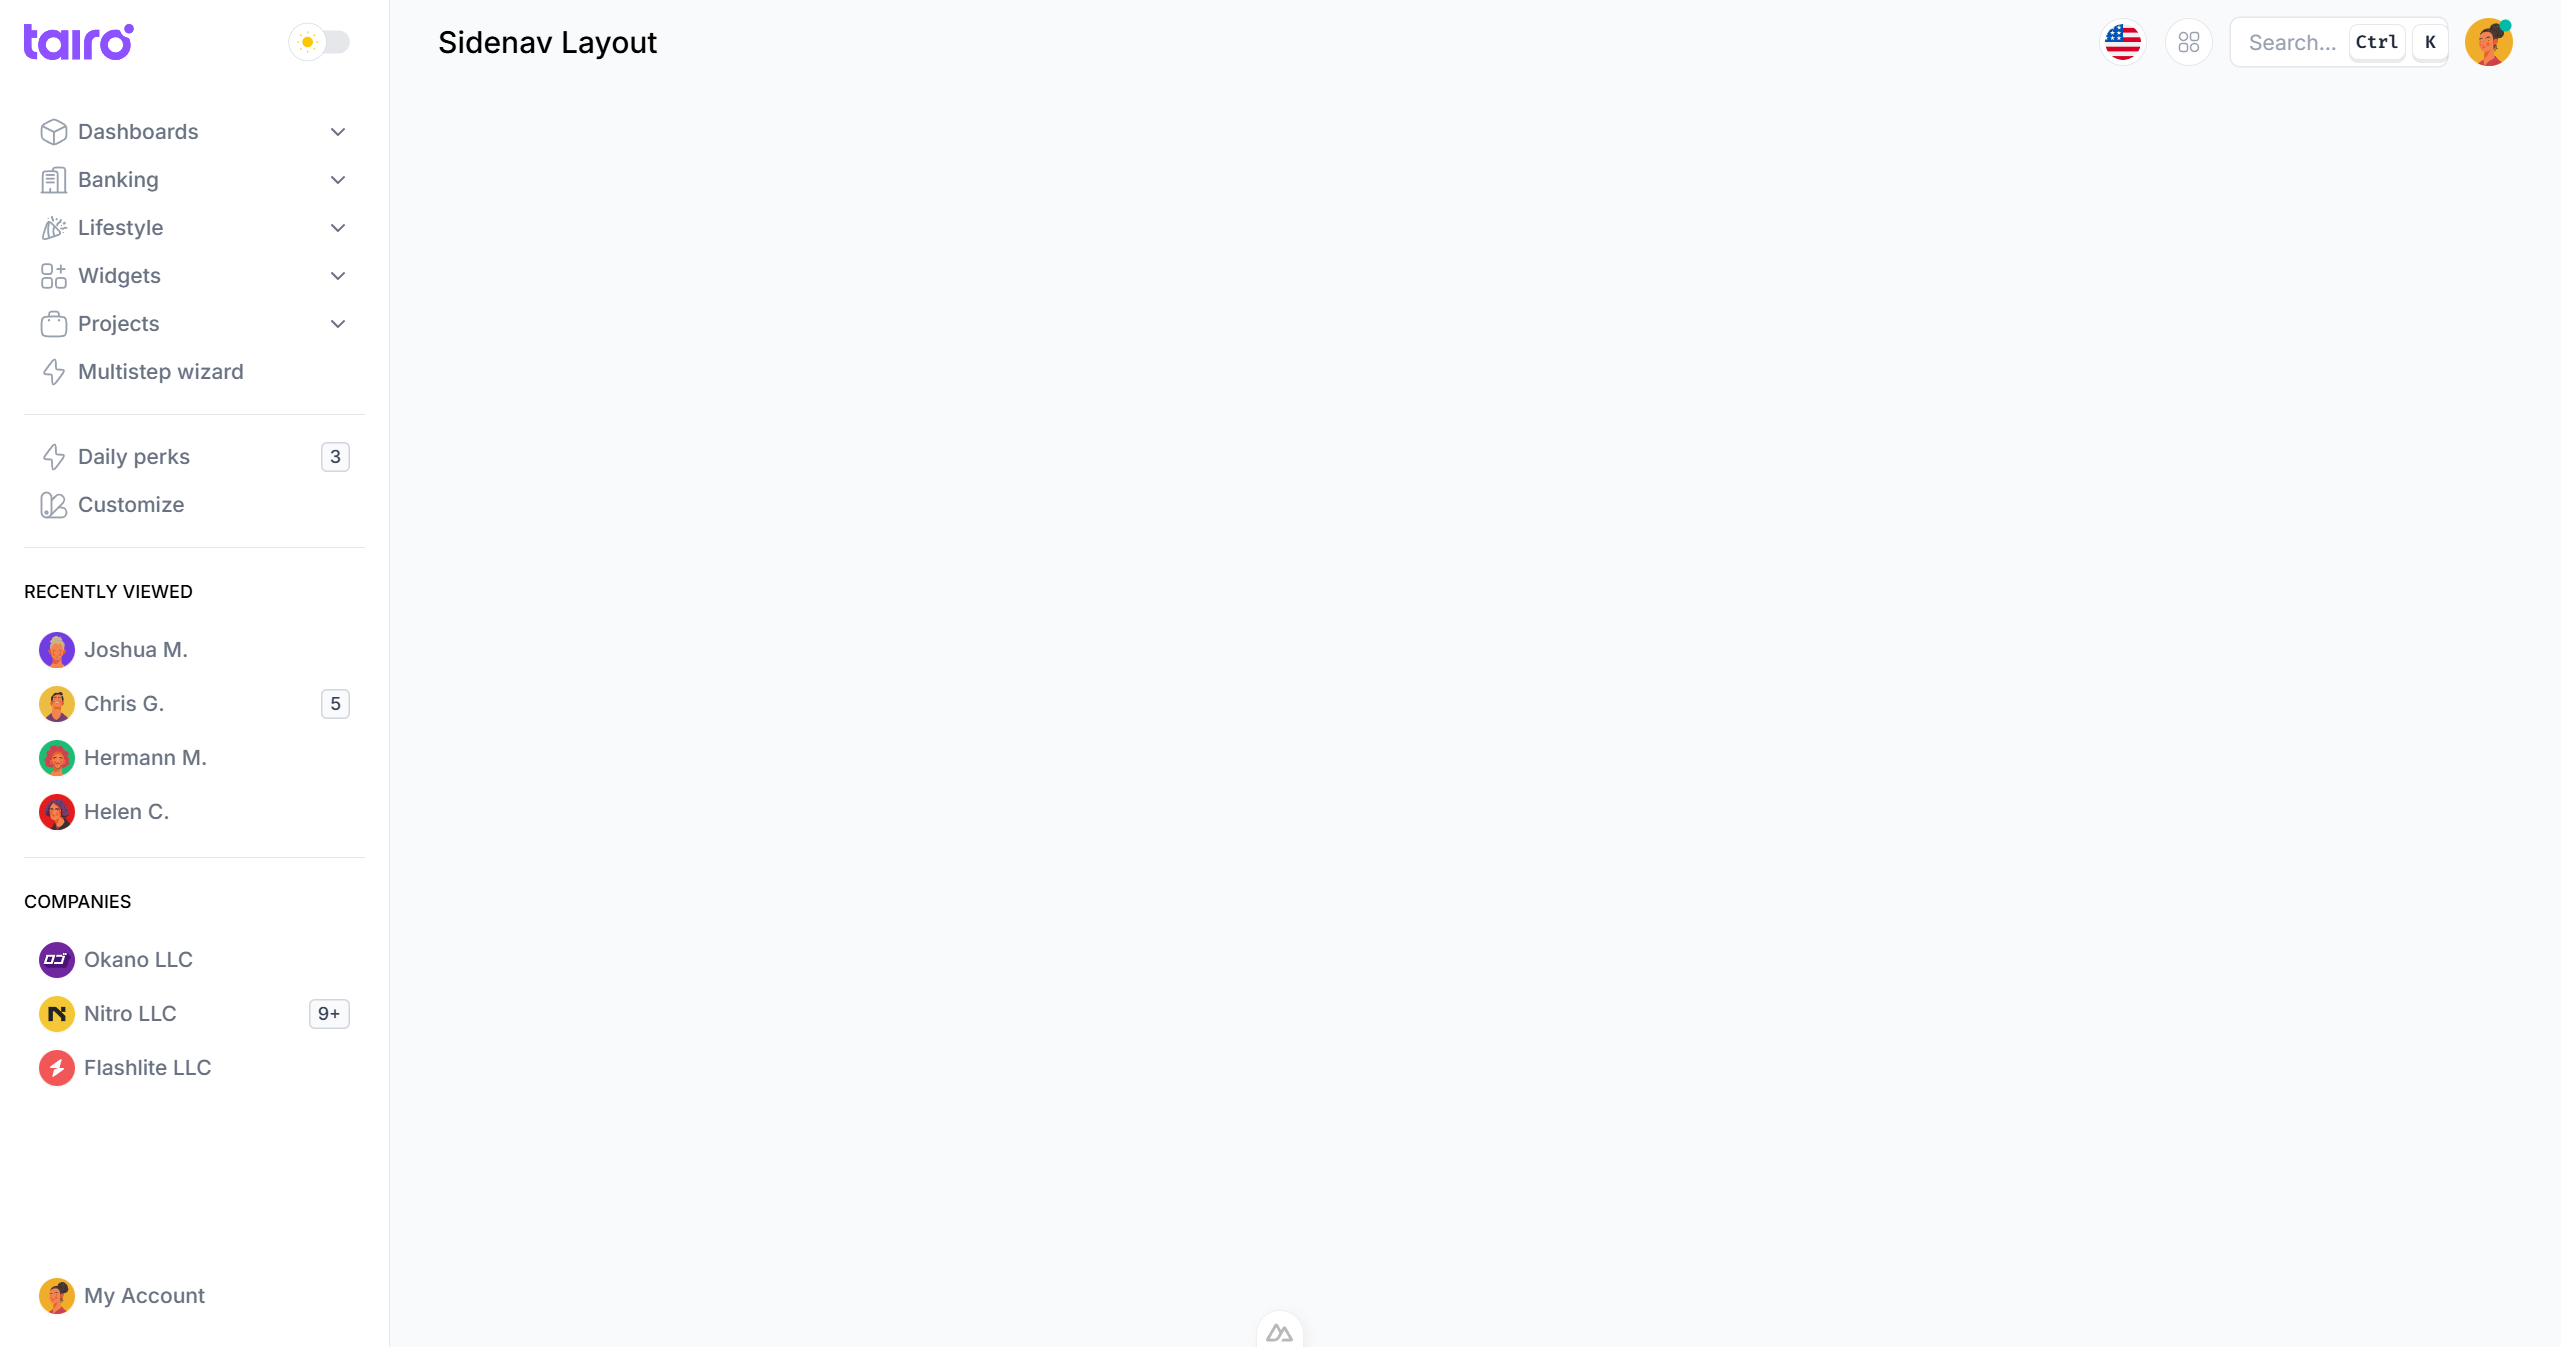 tairo
Sidenav Layout
Search... Ctrl K
Dashboards
Banking
Lifestyle
Widgets
Projects
Multistep wizard
Daily perks 3
Customize
RECENTLY VIEWED
Joshua M.
Chris G. 5
Hermann M.
Helen C.
COMPANIES
Okano LLC
Nitro LLC 9+
Flashlite LLC
My Account